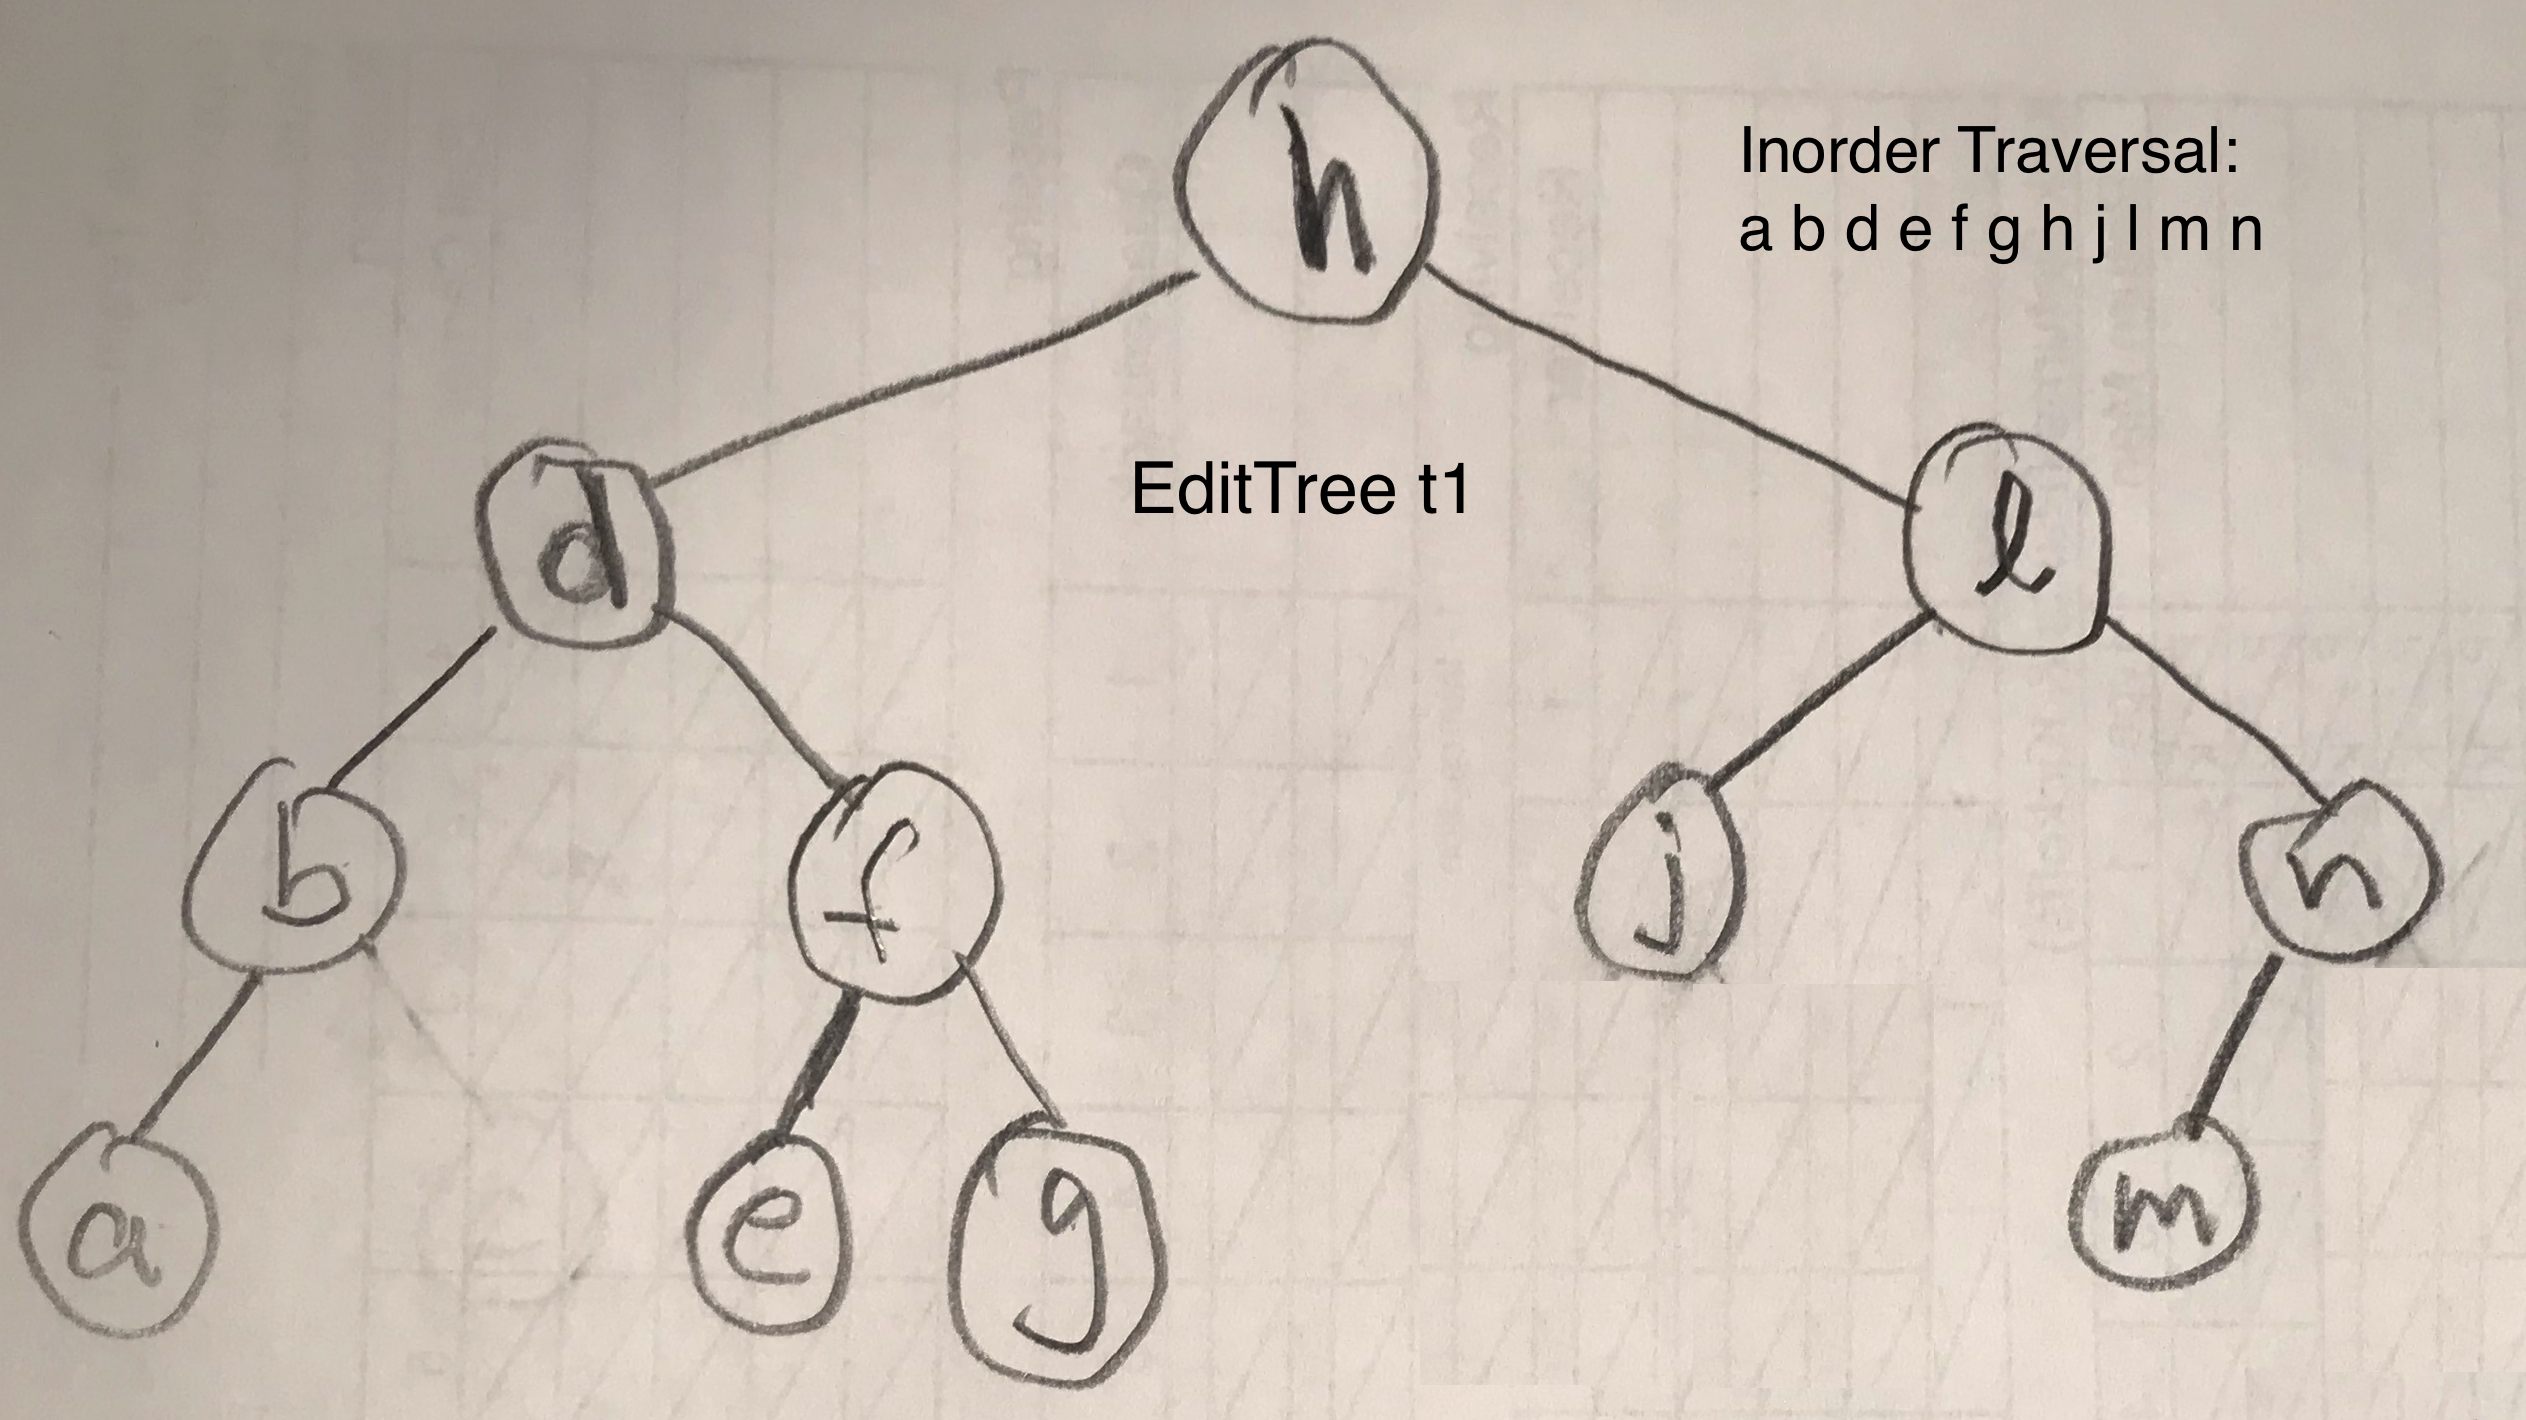 h
Inorder Traversal:
a b d e f g h j l m n
EditTree t1
d
l
b
f
j
n
a
e
g
m